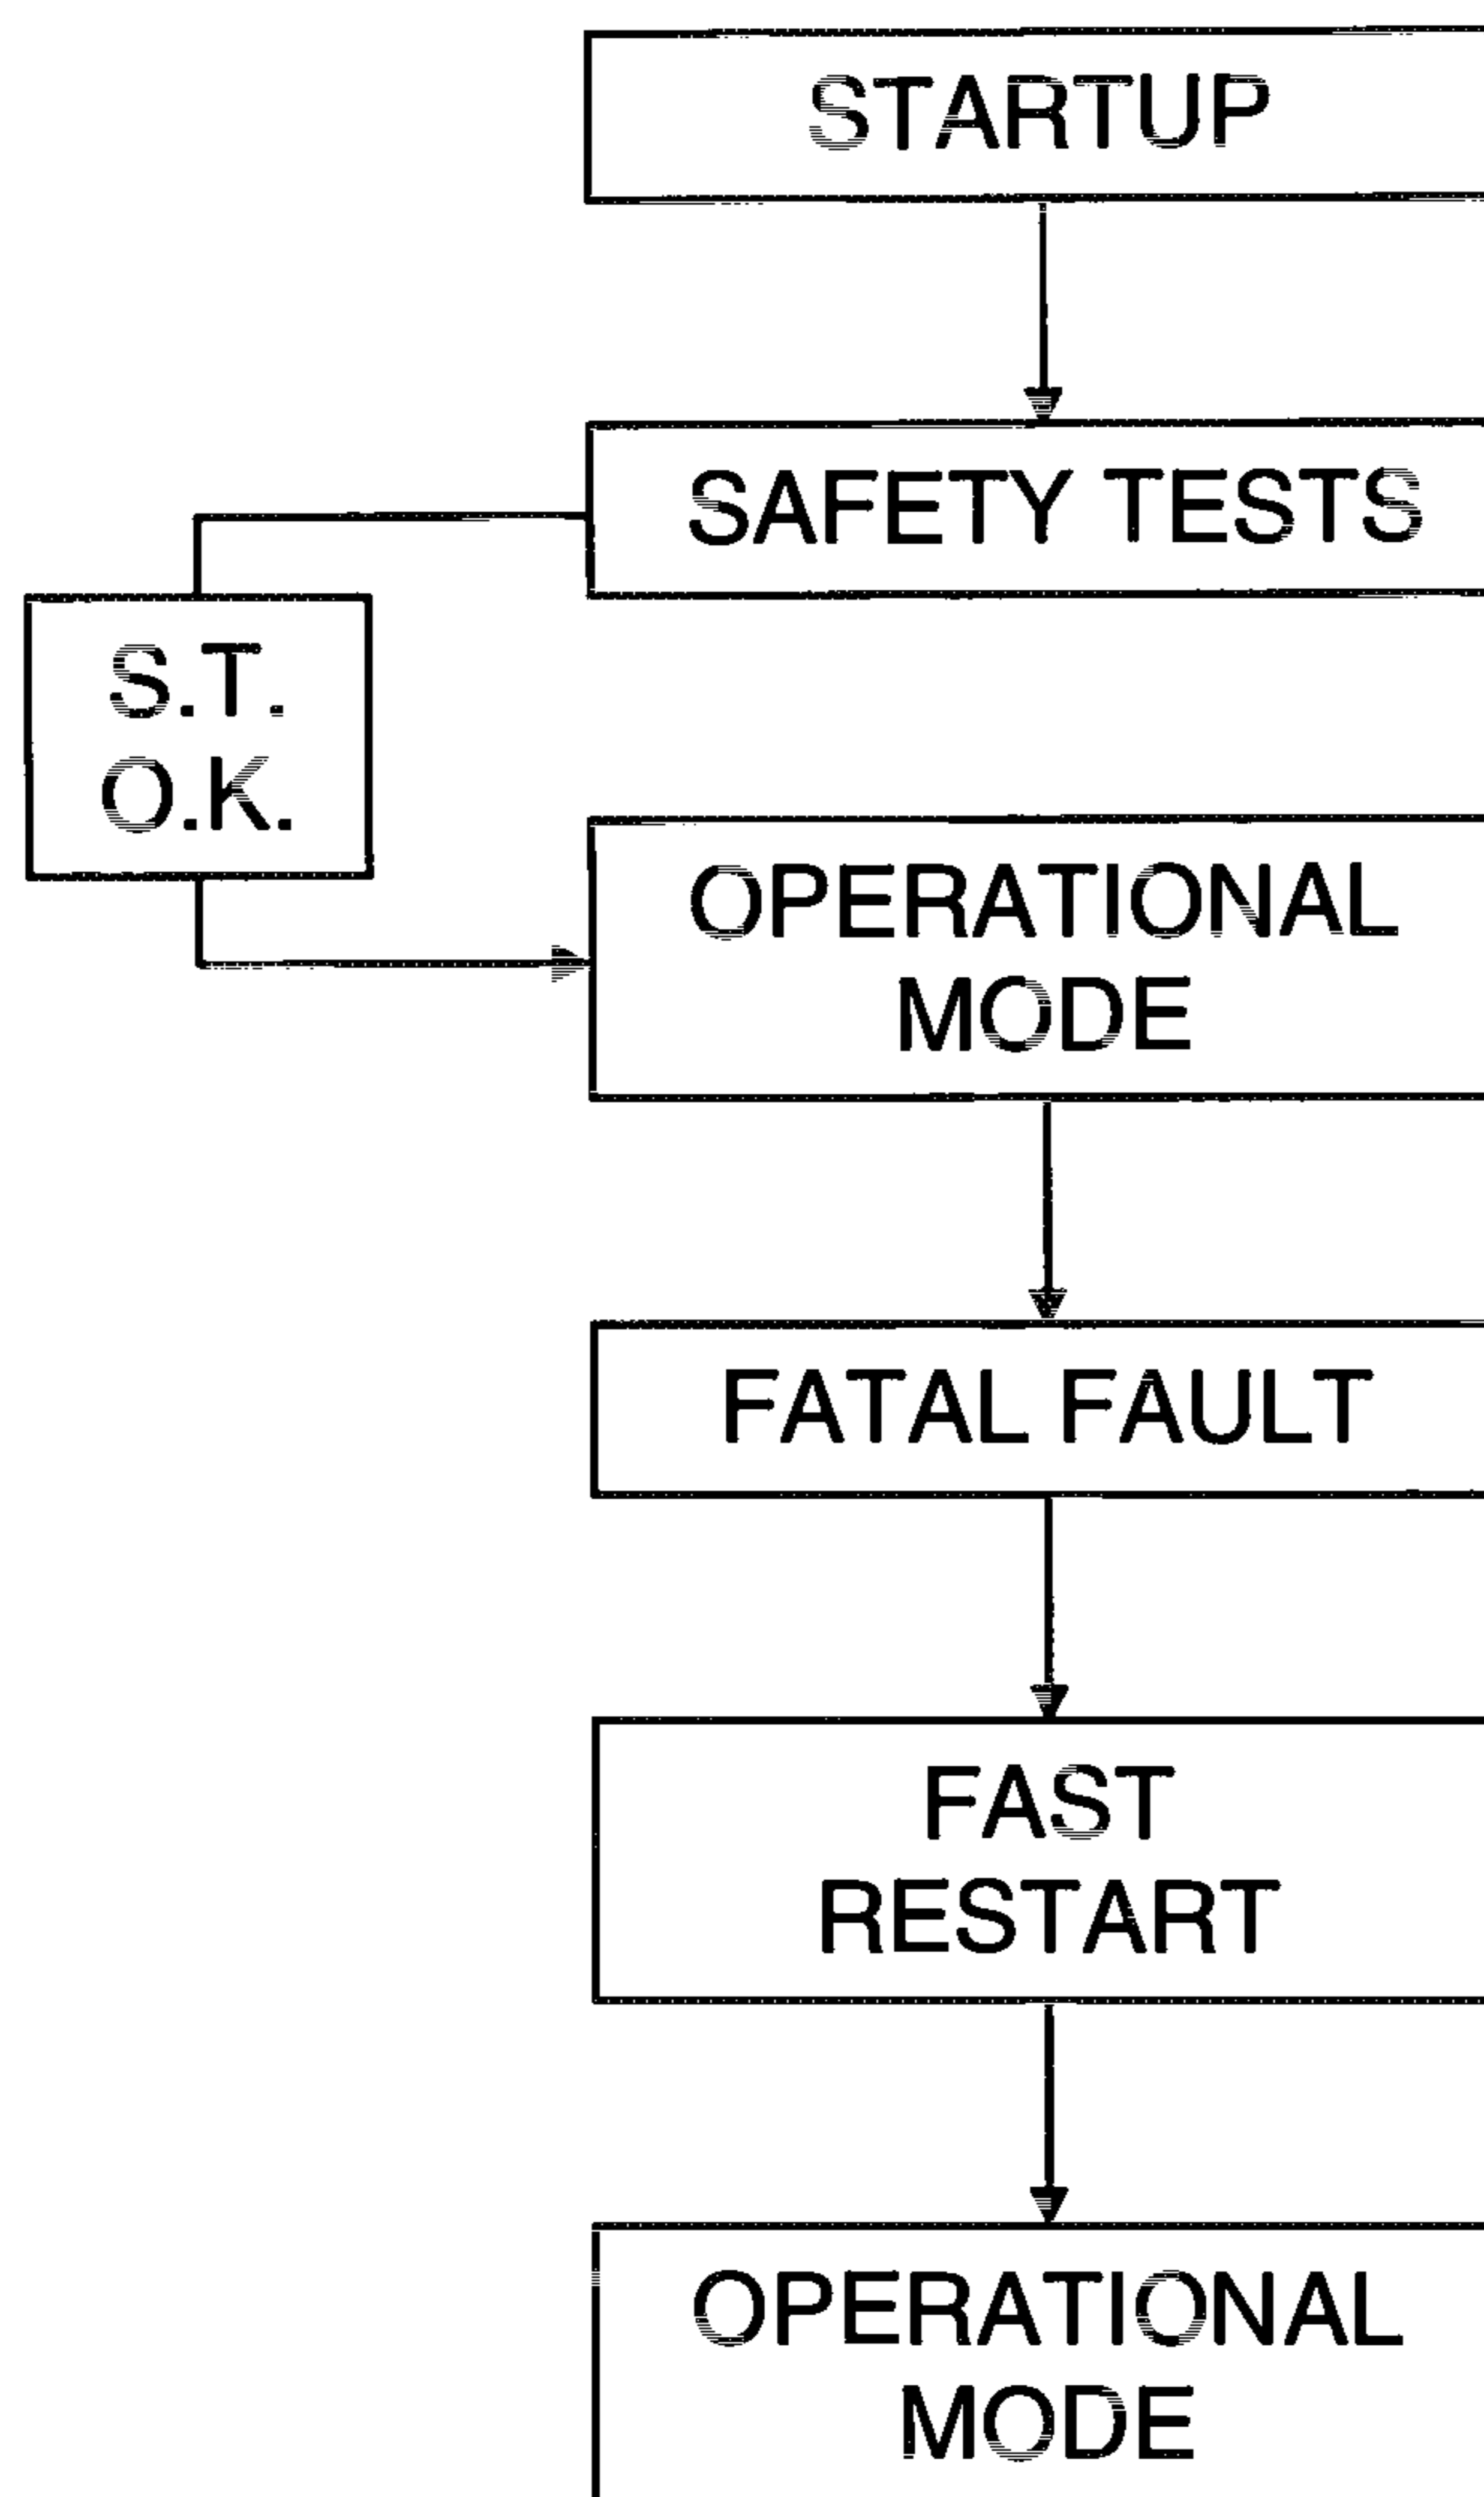 STARTUP
SAFETY TESTS
S.T.
O.K.
OPERATIONAL
MODE
FATAL FAULT
FAST
RESTART
OPERATIONAL
MODE